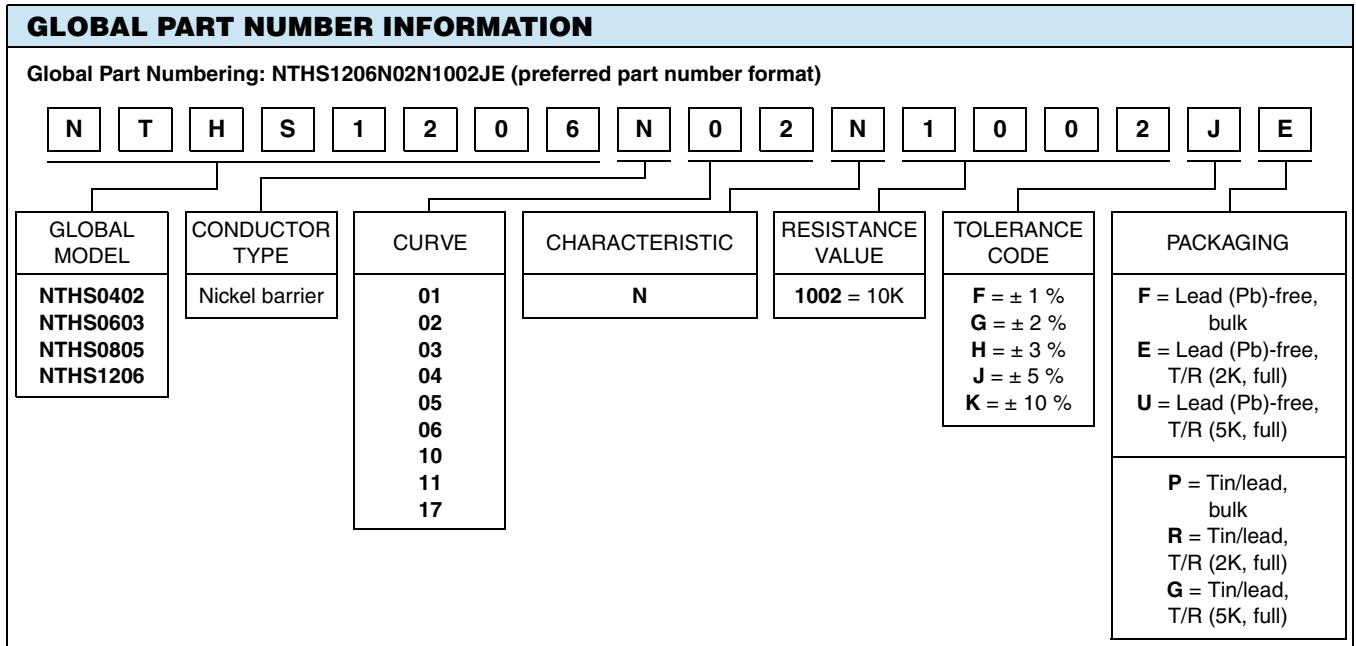 GLOBAL PART NUMBER INFORMATION
Global Part Numbering: NTHS1206N02N1002JE (preferred part number format)
N T H S 1 2 0 6 N 0 2 N 1 0 0 2 J E
GLOBAL
MODEL
NTHS0402
NTHS0603
NTHS0805
NTHS1206
CONDUCTOR
TYPE
Nickel barrier
CURVE
01
02
03
04
05
06
10
11
17
CHARACTERISTIC
N
RESISTANCE
VALUE
1002 = 10K
TOLERANCE
CODE
F = ± 1 %
G = ± 2 %
H = ± 3 %
J = ± 5 %
K = ± 10 %
PACKAGING
F = Lead (Pb)-free,
bulk
E = Lead (Pb)-free,
T/R (2K, full)
U = Lead (Pb)-free,
T/R (5K, full)
P = Tin/lead,
bulk
R = Tin/lead,
T/R (2K, full)
G = Tin/lead,
T/R (5K, full)